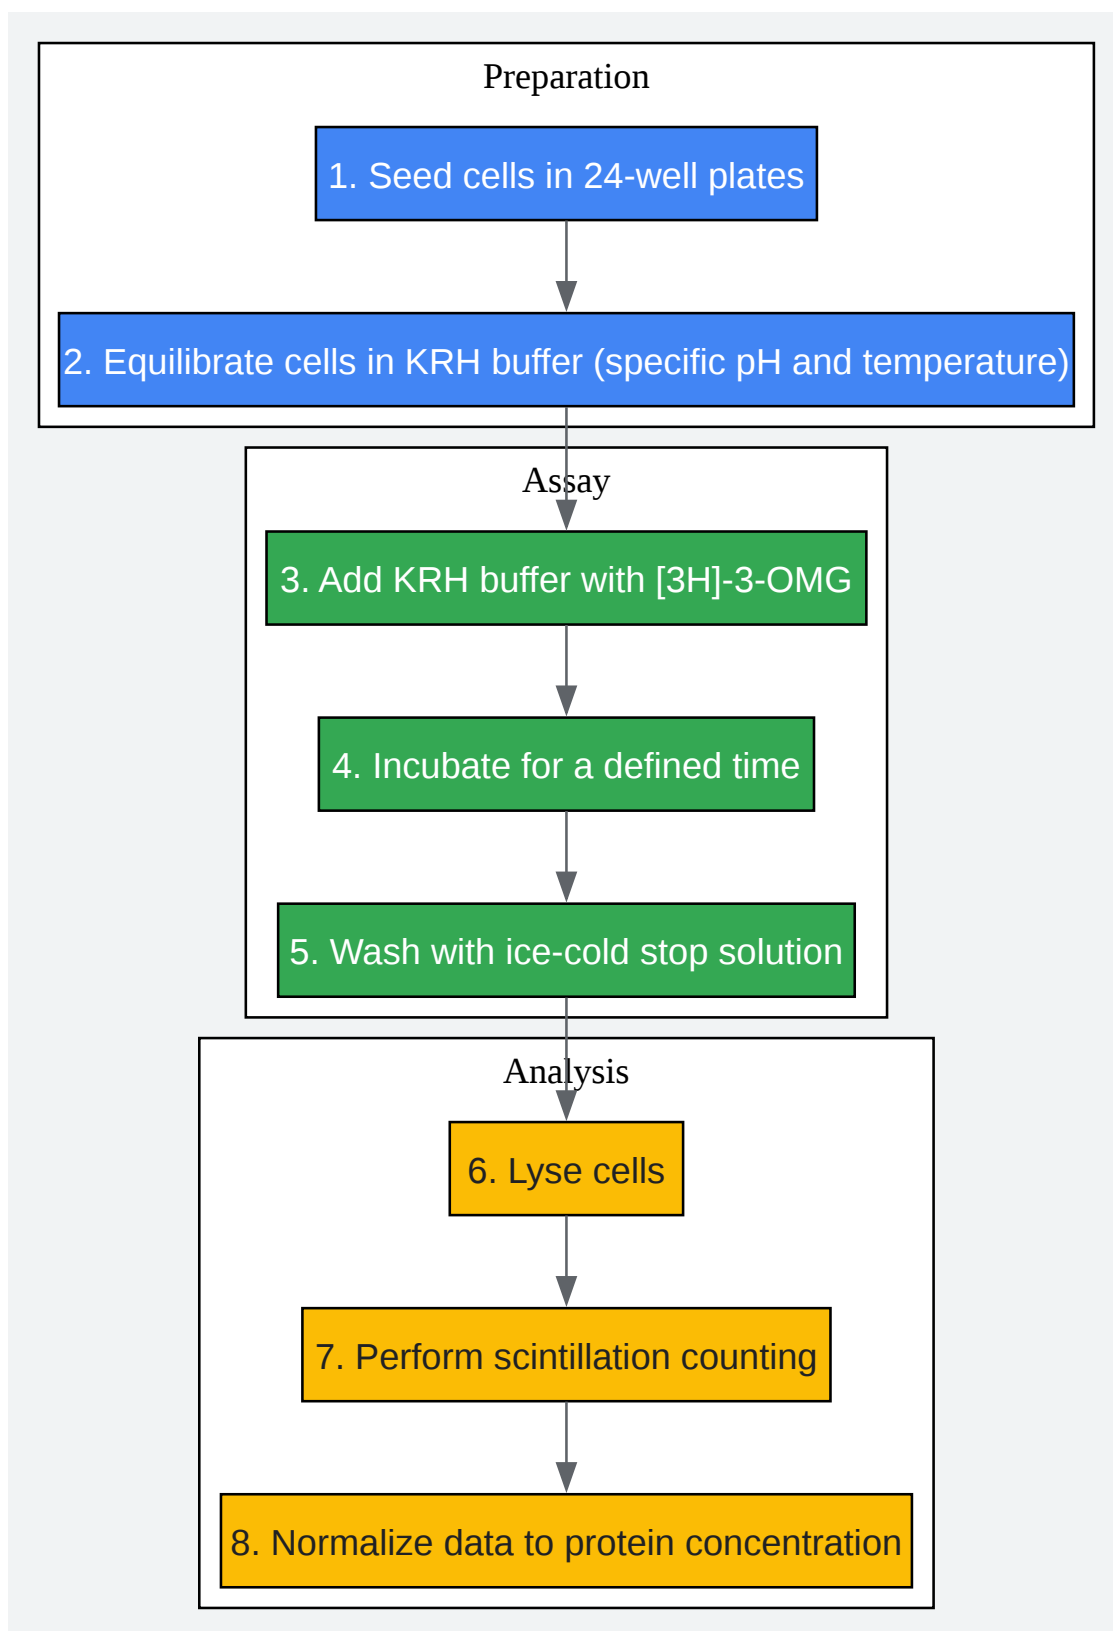 Preparation
1. Seed cells in 24-well plates
2. Equilibrate cells in KRH buffer (specific pH and temperature)
Assay
3. Add KRH buffer with [3H]-3-OMG
4. Incubate for a defined time
5. Wash with ice-cold stop solution
Analysis
6. Lyse cells
7. Perform scintillation counting
8. Normalize data to protein concentration